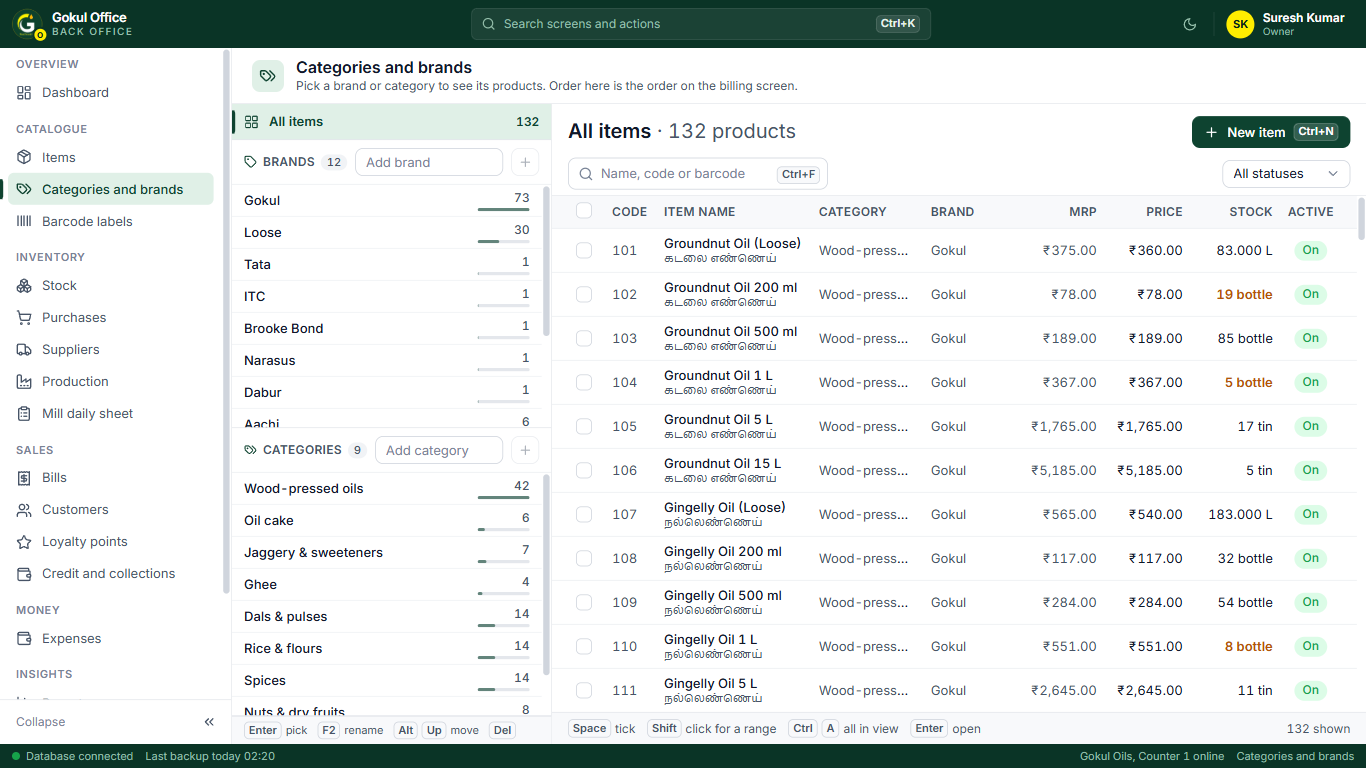 Gokul Office
BACK OFFICE
Search screens and actions Ctrl+K
SK
Suresh Kumar
Owner
OVERVIEW
Dashboard
CATALOGUE
Items
Categories and brands
Barcode labels
INVENTORY
Stock
Purchases
Suppliers
Production
Mill daily sheet
SALES
Bills
Customers
Loyalty points
Credit and collections
MONEY
Expenses
INSIGHTS
Collapse
Categories and brands
Pick a brand or category to see its products. Order here is the order on the billing screen.
All items 132
BRANDS 12 Add brand +
Gokul 73
Loose 30
Tata 1
ITC 1
Brooke Bond 1
Narasus 1
Dabur 1
Aachi 6
CATEGORIES 9 Add category +
Wood-pressed oils 42
Oil cake 6
Jaggery & sweeteners 7
Ghee 4
Dals & pulses 14
Rice & flours 14
Spices 14
Nuts & dry fruits 8
Enter pick F2 rename Alt Up move Del
All items · 132 products
+ New item Ctrl+N
Name, code or barcode Ctrl+F
All statuses
CODE ITEM NAME CATEGORY BRAND MRP PRICE STOCK ACTIVE
101 Groundnut Oil (Loose) Wood-press... Gokul ₹375.00 ₹360.00 83.000 L On
கடலை எண்ணெய்
102 Groundnut Oil 200 ml Wood-press... Gokul ₹78.00 ₹78.00 19 bottle On
கடலை எண்ணெய்
103 Groundnut Oil 500 ml Wood-press... Gokul ₹189.00 ₹189.00 85 bottle On
கடலை எண்ணெய்
104 Groundnut Oil 1 L Wood-press... Gokul ₹367.00 ₹367.00 5 bottle On
கடலை எண்ணெய்
105 Groundnut Oil 5 L Wood-press... Gokul ₹1,765.00 ₹1,765.00 17 tin On
கடலை எண்ணெய்
106 Groundnut Oil 15 L Wood-press... Gokul ₹5,185.00 ₹5,185.00 5 tin On
கடலை எண்ணெய்
107 Gingelly Oil (Loose) Wood-press... Gokul ₹565.00 ₹540.00 183.000 L On
நல்லெண்ணெய்
108 Gingelly Oil 200 ml Wood-press... Gokul ₹117.00 ₹117.00 32 bottle On
நல்லெண்ணெய்
109 Gingelly Oil 500 ml Wood-press... Gokul ₹284.00 ₹284.00 54 bottle On
நல்லெண்ணெய்
110 Gingelly Oil 1 L Wood-press... Gokul ₹551.00 ₹551.00 8 bottle On
நல்லெண்ணெய்
111 Gingelly Oil 5 L Wood-press... Gokul ₹2,645.00 ₹2,645.00 11 tin On
நல்லெண்ணெய்
Space tick Shift click for a range Ctrl A all in view Enter open 132 shown
Database connected Last backup today 02:20
Gokul Oils, Counter 1 online Categories and brands